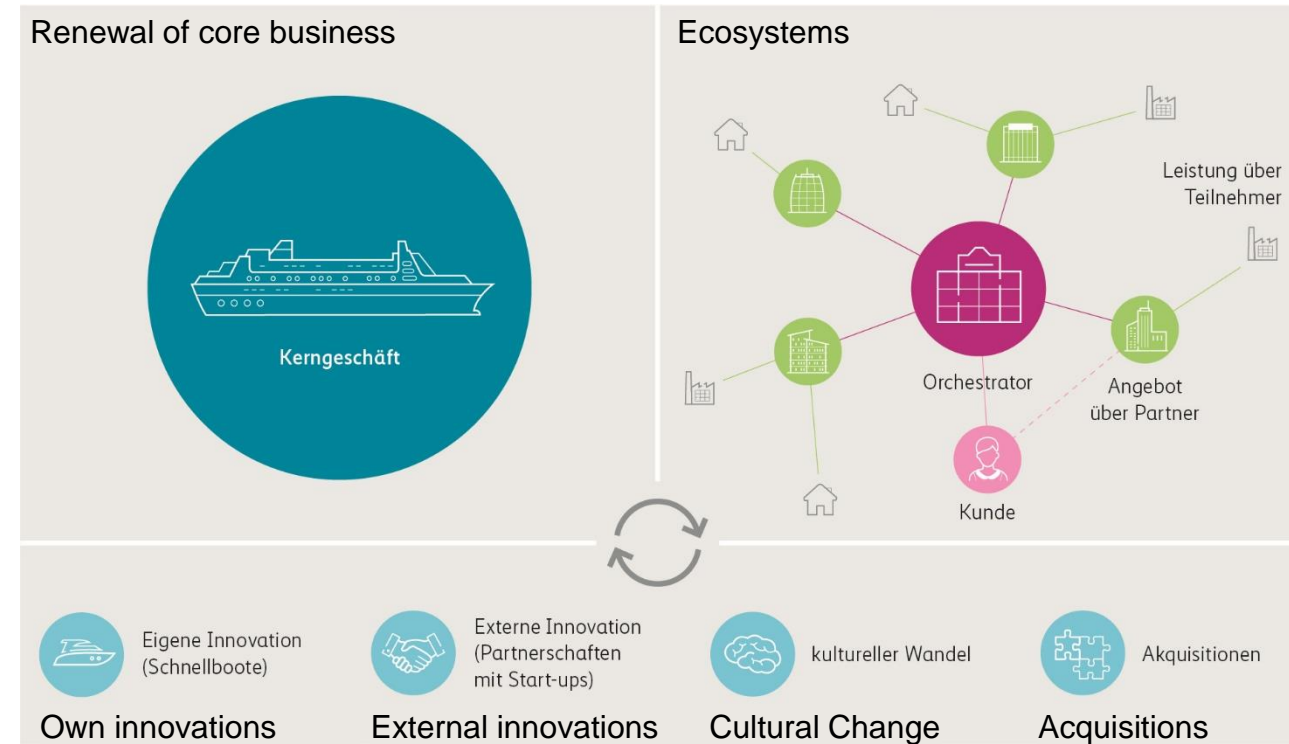 Renewal of core business
Kerngeschäft
Ecosystems
Leistung über
Teilnehmer
Orchestrator
Angebot
über Partner
Kunde
Eigene Innovation
(Schnellboote)
Own innovations
Externe Innovation
(Partnerschaften
mit Start-ups)
External innovations
kultureller Wandel
Cultural Change
Akquisitionen
Acquisitions